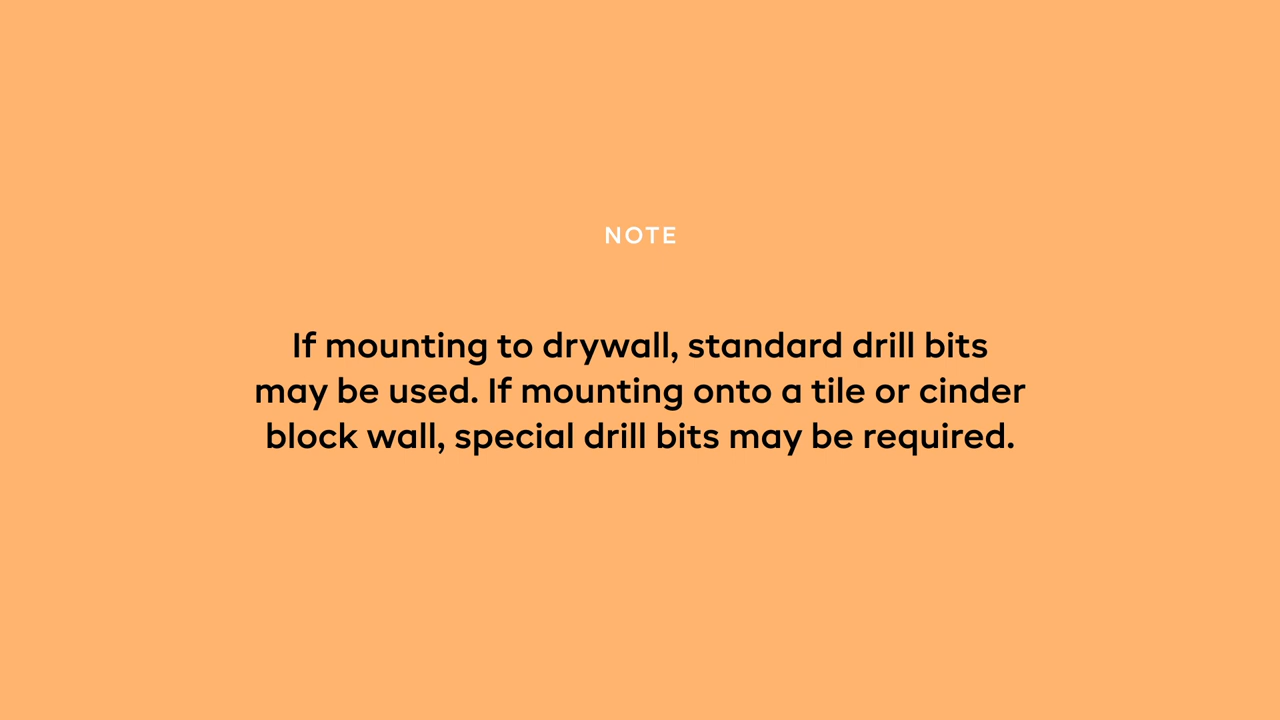 NOTE
If mounting to drywall, standard drill bits
may be used. If mounting onto a tile or cinder
block wall, special drill bits may be required.